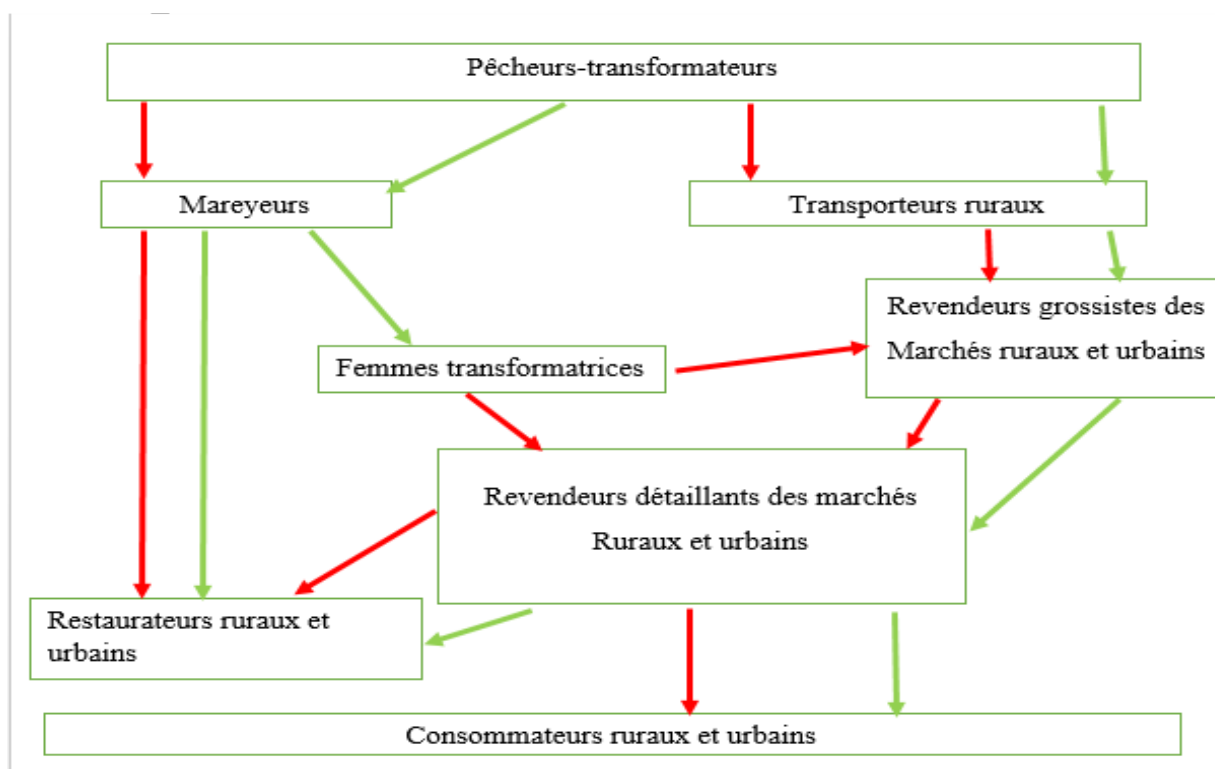 Pêcheurs-transformateurs
Mareyeurs
Transporteurs ruraux
Revendeurs grossistes des
Marchés ruraux et urbains
Femmes transformatrices
Revendeurs détaillants des marchés
Ruraux et urbains
Restaurateurs ruraux et
urbains
Consommateurs ruraux et urbains